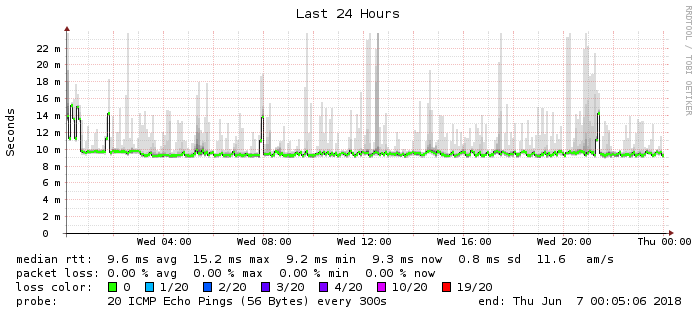 Last 24 Hours
RRDTOOL / TOBI OETIKER
Seconds
22 m
20 m
18 m
16 m
14 m
12 m
10 m
8 m
6 m
4 m
2 m
0
Wed 04:00 Wed 08:00 Wed 12:00 Wed 16:00 Wed 20:00 Thu 00:00
median rtt: 9.6 ms avg 15.2 ms max 9.2 ms min 9.3 ms now 0.8 ms sd 11.6 am/s
packet loss: 0.00 % avg 0.00 % max 0.00 % min 0.00 % now
loss color: 0 1/20 2/20 3/20 4/20 10/20 19/20
probe: 20 ICMP Echo Pings (56 Bytes) every 300s end: Thu Jun 7 00:05:06 2018